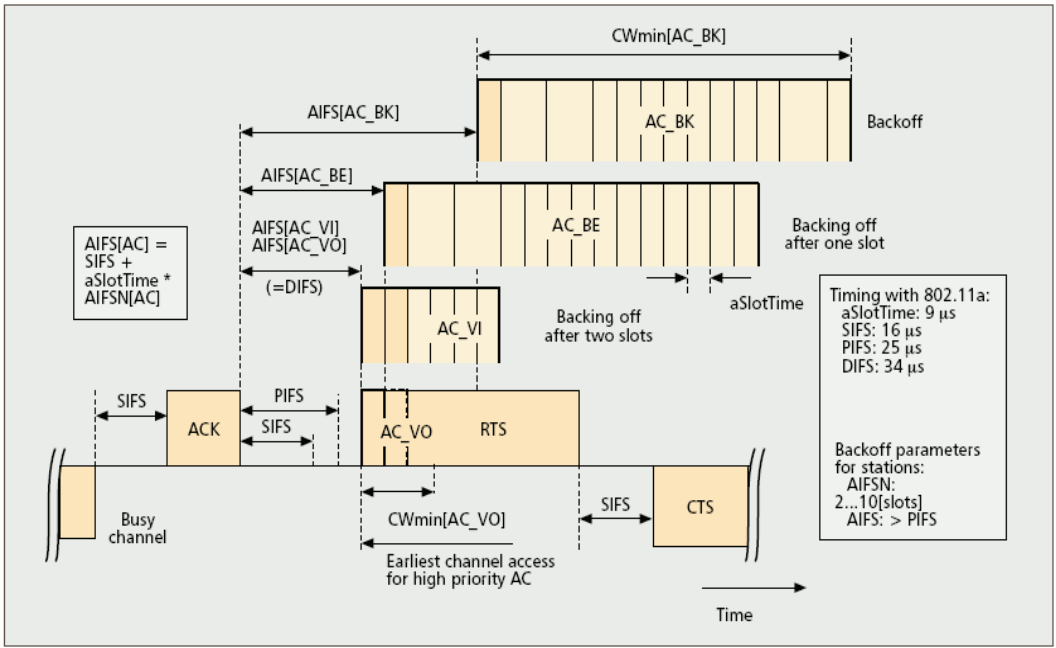 CWmin[AC_BK]
AIFS[AC_BK]
AC_BK
Backoff
AIFS[AC_BE]
AC_BE
Backing off
after one slot
AIFS[AC_VI]
AIFS[AC_VO]
(=DIFS)
AIFS[AC] =
SIFS +
aSlotTime *
AIFSN[AC]
aSlotTime
AC_VI
Backing off
after two slots
Timing with 802.11a:
aSlotTime: 9 μs
SIFS: 16 μs
PIFS: 25 μs
DIFS: 34 μs
SIFS
ACK
PIFS
SIFS
AC_VO
RTS
Backoff parameters
for stations:
AIFSN:
2...10[slots]
AIFS: > PIFS
Busy
channel
CWmin[AC_VO]
SIFS
CTS
Earliest channel access
for high priority AC
Time